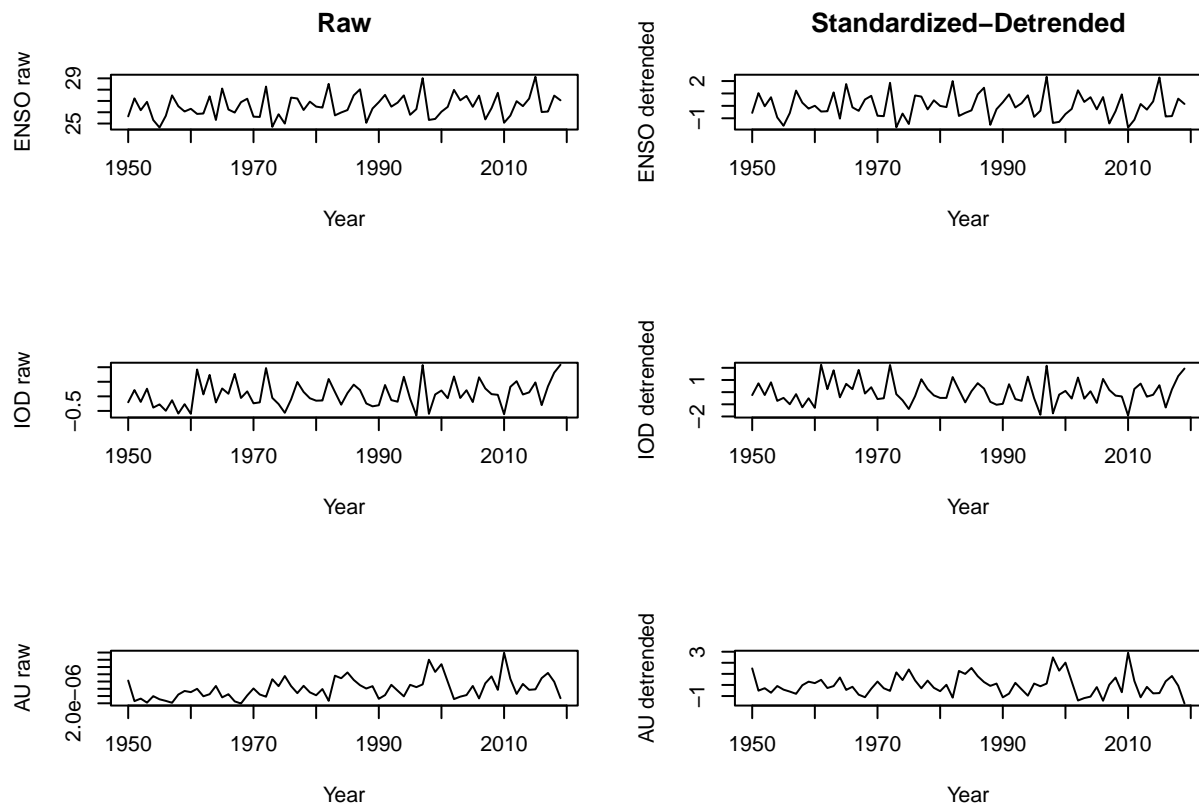 Raw
ENSO raw
29
25
1950 1970 1990 2010
Year
Standardized−Detrended
ENSO detrended
2
−1
1950 1970 1990 2010
Year
IOD raw
−0.5
1950 1970 1990 2010
Year
IOD detrended
1
−2
1950 1970 1990 2010
Year
AU raw
2.0e−06
1950 1970 1990 2010
Year
AU detrended
3
−1
1950 1970 1990 2010
Year